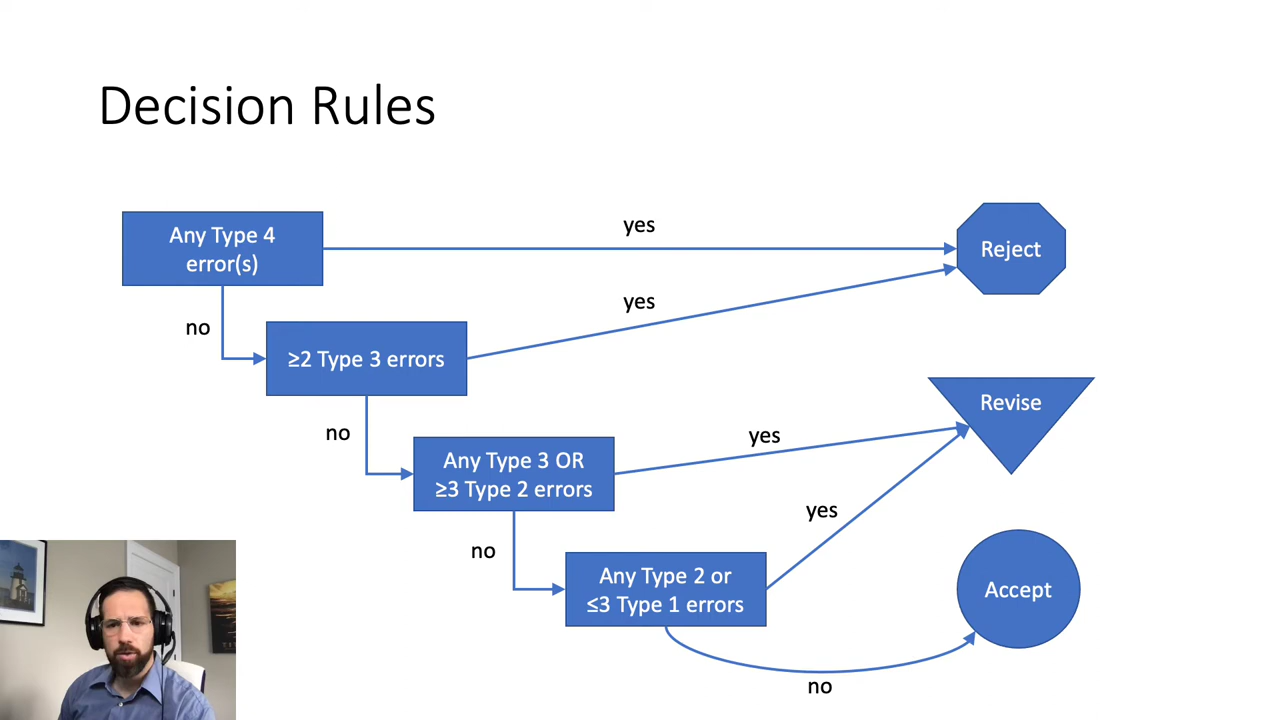 Decision Rules
Any Type 4
error(s)
yes
Reject
no
≥2 Type 3 errors
yes
no
Any Type 3 OR
≥3 Type 2 errors
yes
Revise
no
Any Type 2 or
≤3 Type 1 errors
yes
Accept
no